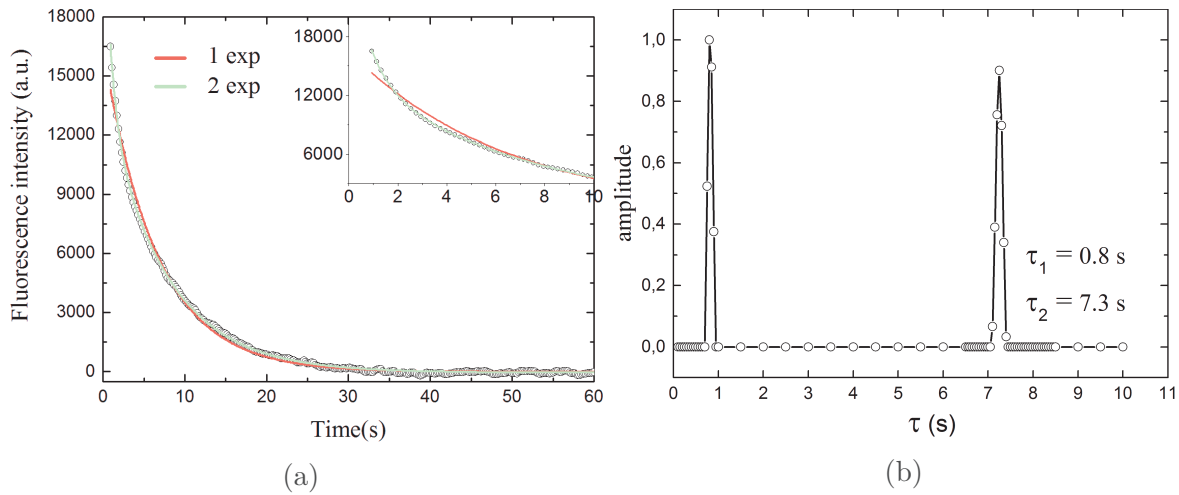 18000
15000
12000
9000
6000
3000
0
Fluorescence intensity (a.u.)
1 exp
2 exp
18000
12000
6000
0 2 4 6 8 10
0 10 20 30 40 50 60
Time(s)
(a)
1,0
0,8
0,6
0,4
0,2
0,0
amplitude
τ₁ = 0.8 s
τ₂ = 7.3 s
0 1 2 3 4 5 6 7 8 9 10 11
τ (s)
(b)